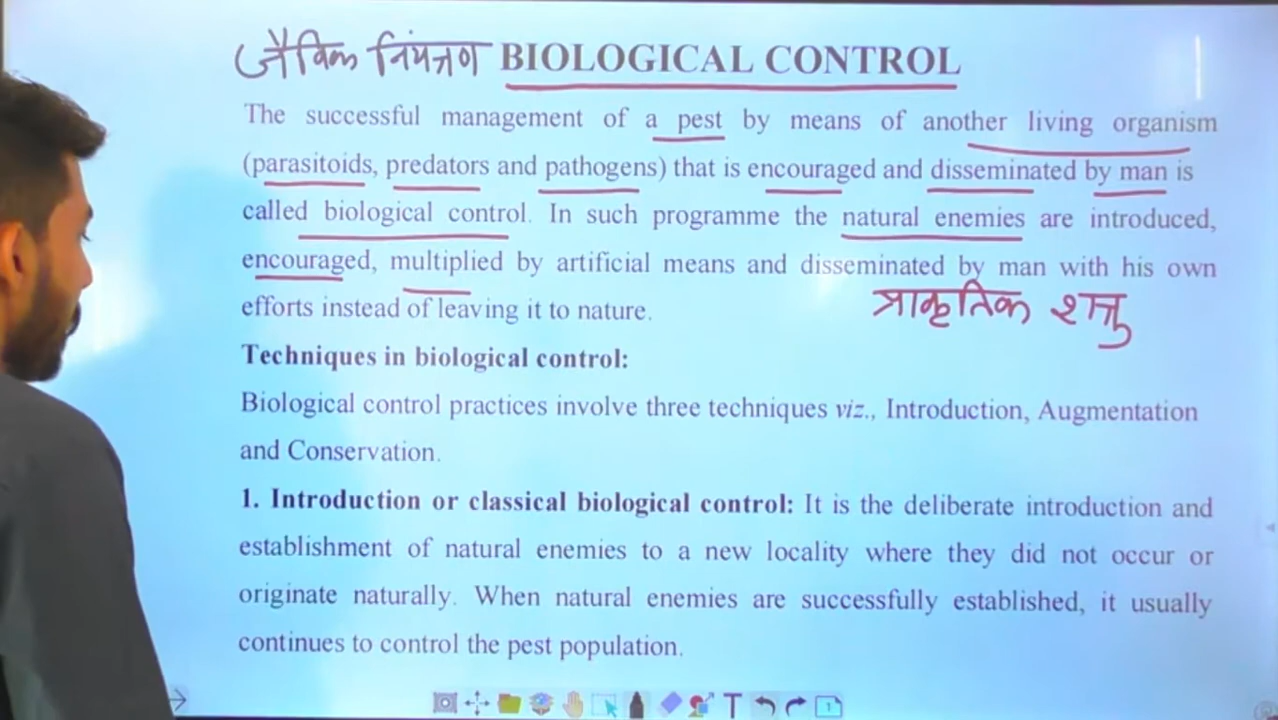 जैविक नियंत्रण BIOLOGICAL CONTROL
The successful management of a pest by means of another living organism
(parasitoids, predators and pathogens) that is encouraged and disseminated by man is
called biological control. In such programme the natural enemies are introduced,
encouraged, multiplied by artificial means and disseminated by man with his own
efforts instead of leaving it to nature.
प्राकृतिक शत्रु
Techniques in biological control:
Biological control practices involve three techniques viz., Introduction, Augmentation
and Conservation.
1. Introduction or classical biological control: It is the deliberate introduction and
establishment of natural enemies to a new locality where they did not occur or
originate naturally. When natural enemies are successfully established, it usually
continues to control the pest population.
T 1